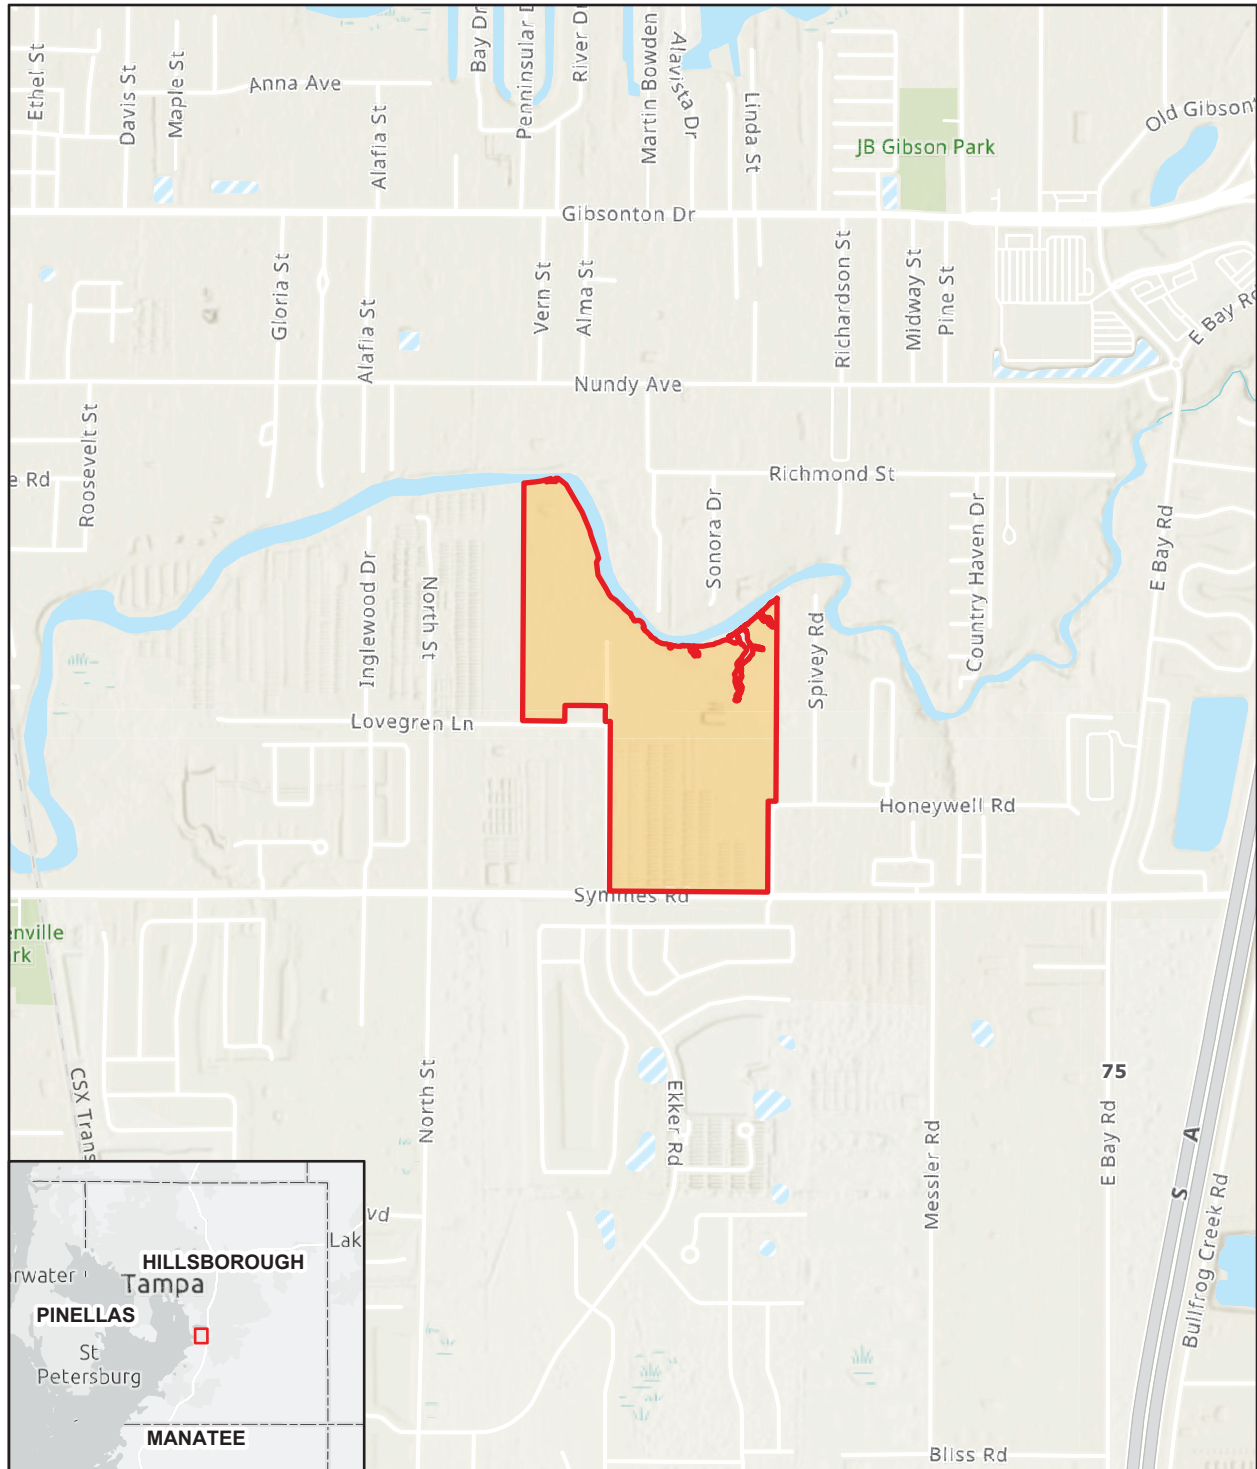 Ethel St
Davis St
Maple St
Anna Ave
Alafia St
Bay Dr
Penninsular
River Dr
Martin Bowden
Alavista Dr
Linda St
JB Gibson Park
Old Gibson
Gibsonton Dr
Gloria St
Alafia St
Vern St
Alma St
Richardson St
Midway St
Pine St
E Bay Rd
Nundy Ave
Roosevelt St
e Rd
Richmond St
Sonora Dr
Country Haven Dr
E Bay Rd
Inglewood Dr
North St
Spivey Rd
Lovegren Ln
Honeywell Rd
Symmes Rd
enville
rk
CSX Trans
North St
Ekker Rd
Messler Rd
75
E Bay Rd
S A
Bullfrog Creek Rd
vd
Bliss Rd
HILLSBOROUGH
Lak
rwater
Tampa
PINELLAS
St
Petersburg
MANATEE